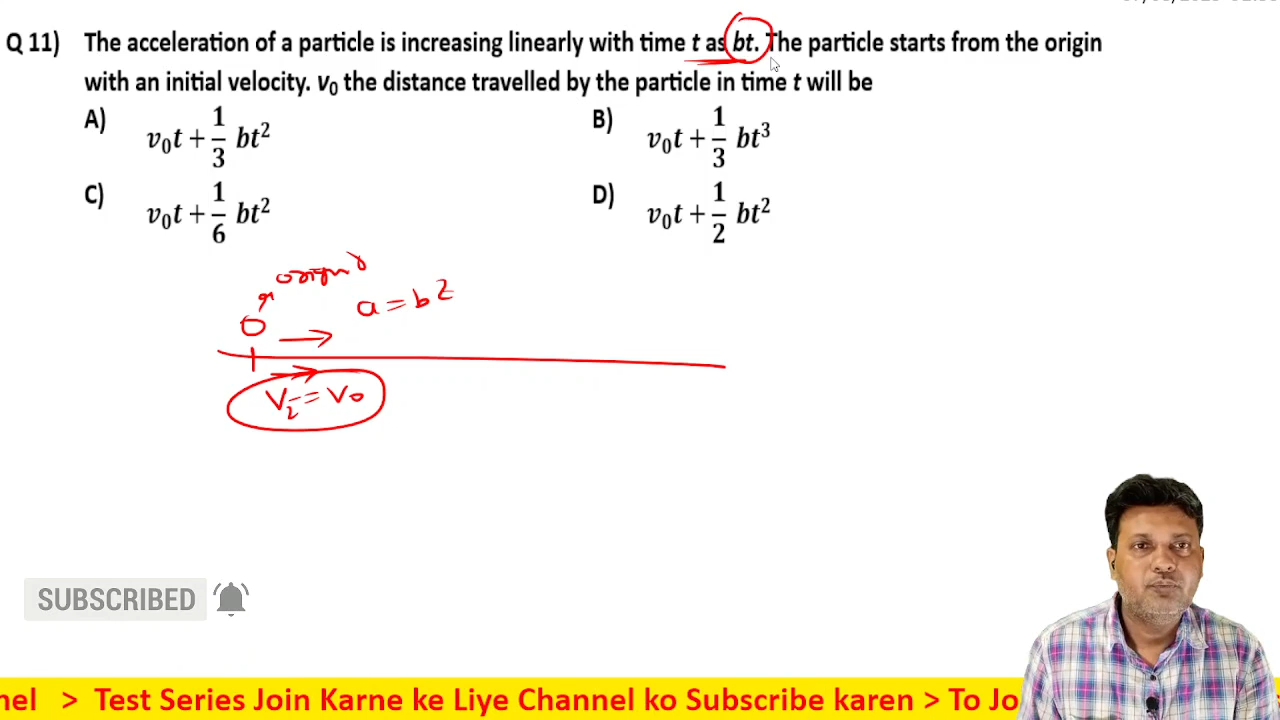 Q 11) The acceleration of a particle is increasing linearly with time t as bt. The particle starts from the origin
with an initial velocity. v₀ the distance travelled by the particle in time t will be
A) v₀t + 1/3 bt² B) v₀t + 1/3 bt³
C) v₀t + 1/6 bt² D) v₀t + 1/2 bt²
origin
a = b
O
V = V₀
SUBSCRIBED
nel > Test Series Join Karne ke Liye Channel ko Subscribe karen > To Jo